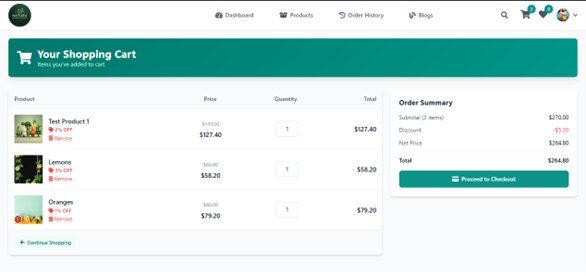 Dashboard
Products
Order History
Blogs
3
Your Shopping Cart
Items you've added to cart
Product Price Quantity Total
Test Product 1
2% OFF
Remove
$130.00
$127.40
1
$127.40
Lemons
3% OFF
Remove
$60.00
$58.20
1
$58.20
Oranges
1% OFF
Remove
$80.00
$79.20
1
$79.20
Continue Shopping
Order Summary
Subtotal (3 items) $270.00
Discount -$5.20
Net Price $264.80
Total $264.80
Proceed to Checkout